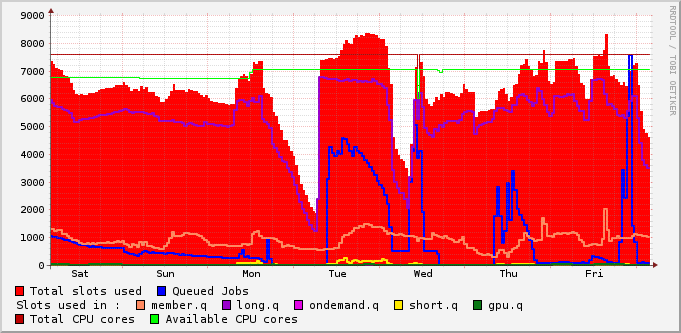 9000
8000
7000
6000
5000
4000
3000
2000
1000
0
Sat Sun Mon Tue Wed Thu Fri
RRDTOOL / TOBI OETIKER
Total slots used Queued Jobs
Slots used in : member.q long.q ondemand.q short.q gpu.q
Total CPU cores Available CPU cores